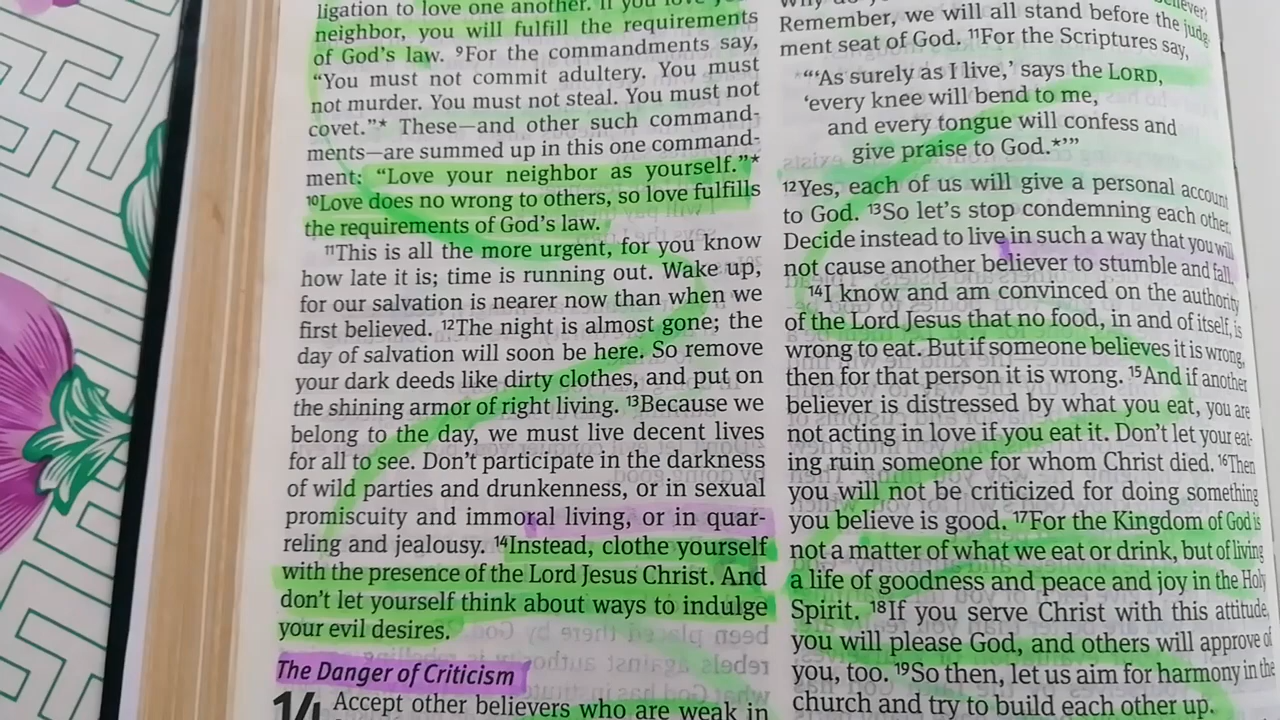 ligation to love one another. If you love
neighbor, you will fulfill the requirements
of God's law. ⁹For the commandments say,
“You must not commit adultery. You must
not murder. You must not steal. You must not
covet.”* These—and other such command-
ments—are summed up in this one command-
ment: “Love your neighbor as yourself.”*
¹⁰Love does no wrong to others, so love fulfills
the requirements of God's law.
¹¹This is all the more urgent, for you know
how late it is; time is running out. Wake up,
for our salvation is nearer now than when we
first believed. ¹²The night is almost gone; the
day of salvation will soon be here. So remove
your dark deeds like dirty clothes, and put on
the shining armor of right living. ¹³Because we
belong to the day, we must live decent lives
for all to see. Don't participate in the darkness
of wild parties and drunkenness, or in sexual
promiscuity and immoral living, or in quar-
reling and jealousy. ¹⁴Instead, clothe yourself
with the presence of the Lord Jesus Christ. And
don't let yourself think about ways to indulge
your evil desires.
The Danger of Criticism
14 Accept other believers who are weak in
believer?
Remember, we will all stand before the judg-
ment seat of God. ¹¹For the Scriptures say,
“‘As surely as I live,’ says the LORD,
‘every knee will bend to me,
and every tongue will confess and
give praise to God.*’”
¹²Yes, each of us will give a personal account
to God. ¹³So let's stop condemning each other.
Decide instead to live in such a way that you will
not cause another believer to stumble and fall.
¹⁴I know and am convinced on the authority
of the Lord Jesus that no food, in and of itself, is
wrong to eat. But if someone believes it is wrong,
then for that person it is wrong. ¹⁵And if another
believer is distressed by what you eat, you are
not acting in love if you eat it. Don't let your eat-
ing ruin someone for whom Christ died. ¹⁶Then
you will not be criticized for doing something
you believe is good. ¹⁷For the Kingdom of God is
not a matter of what we eat or drink, but of living
a life of goodness and peace and joy in the Holy
Spirit. ¹⁸If you serve Christ with this attitude,
you will please God, and others will approve of
you, too. ¹⁹So then, let us aim for harmony in the
church and try to build each other up.